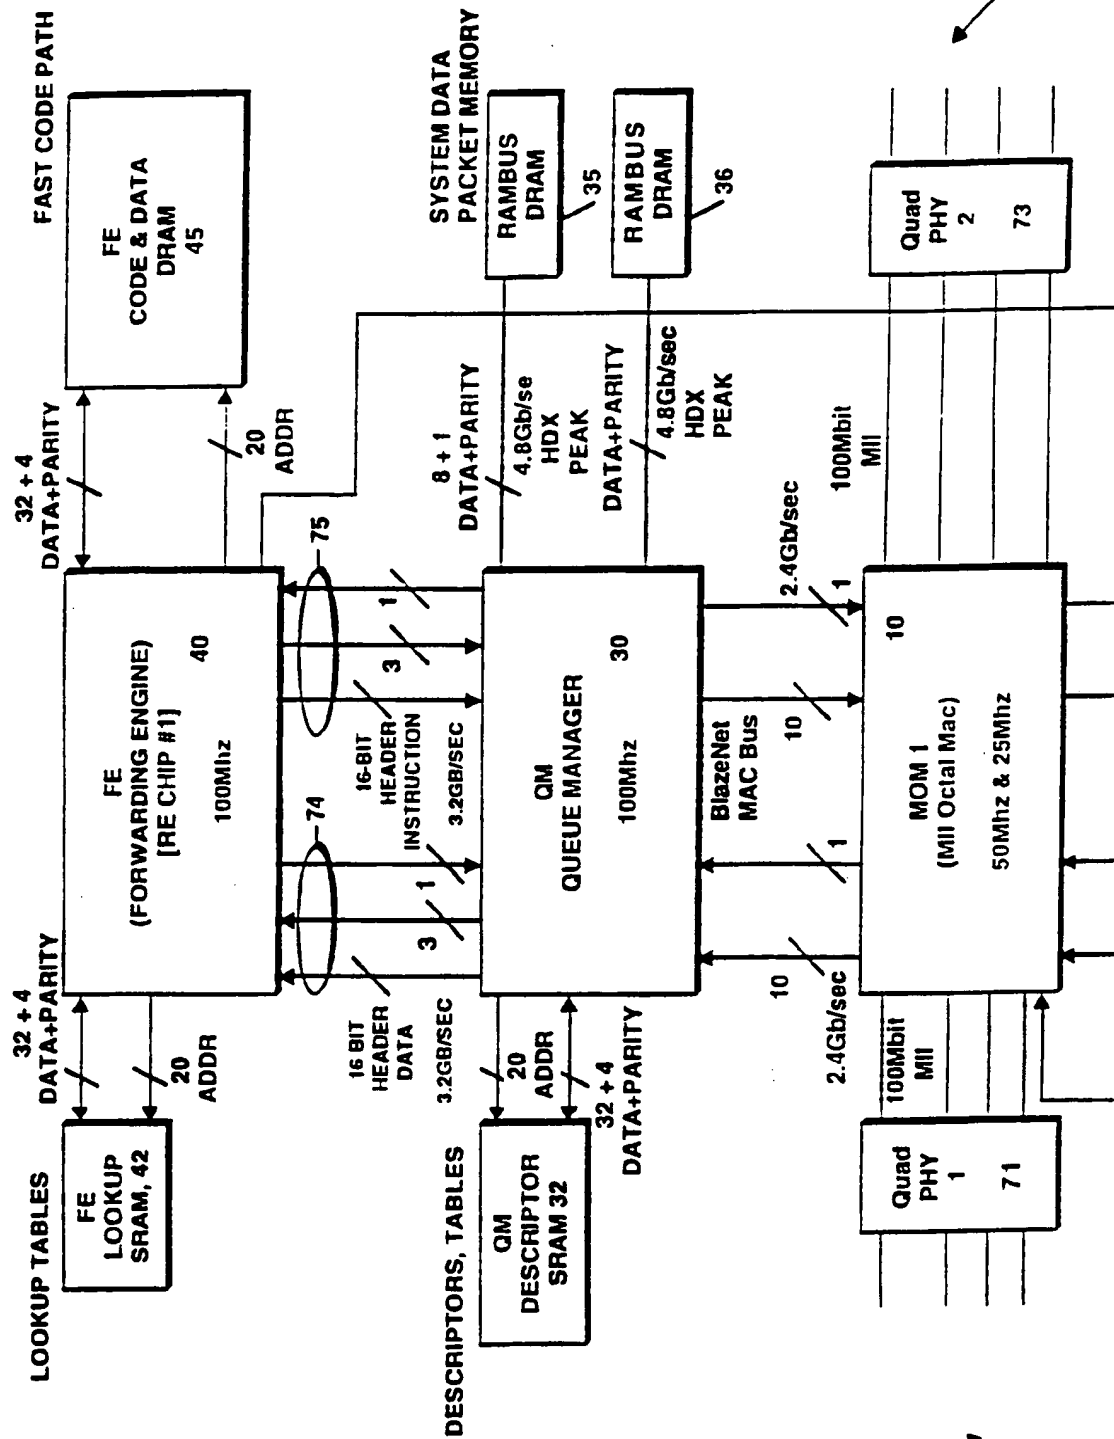 LOOKUP TABLES
FE
LOOKUP
SRAM, 42
32 + 4
DATA+PARITY
20
ADDR
FE
(FORWARDING ENGINE)
[RE CHIP #1]
40
100Mhz
32 + 4
DATA+PARITY
20
ADDR
FAST CODE PATH
FE
CODE & DATA
DRAM
45
74
75
16 BIT
HEADER
DATA
3.2GB/SEC
3
1
16-BIT
HEADER
INSTRUCTION
3.2GB/SEC
3
1
DESCRIPTORS, TABLES
QM
DESCRIPTOR
SRAM 32
20
ADDR
32 + 4
DATA+PARITY
QM
QUEUE MANAGER
30
100Mhz
8 + 1
DATA+PARITY
4.8Gb/se
HDX
PEAK
DATA+PARITY
4.8Gb/sec
HDX
PEAK
SYSTEM DATA
PACKET MEMORY
RAMBUS
DRAM
35
RAMBUS
DRAM
36
10
2.4Gb/sec
1
BlazeNet
MAC Bus
10
2.4Gb/sec
1
Quad
PHY
1
71
100Mbit
MII
MOM 1
(MII Octal Mac)
10
50Mhz & 25Mhz
100Mbit
MII
Quad
PHY
2
73